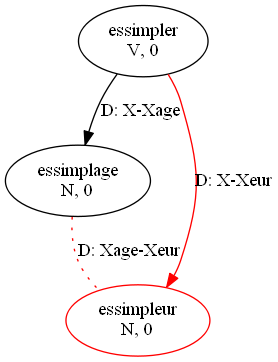 essimpler
V, 0
D: X-Xage
essimplage
N, 0
D: X-Xeur
D: Xage-Xeur
essimpleur
N, 0